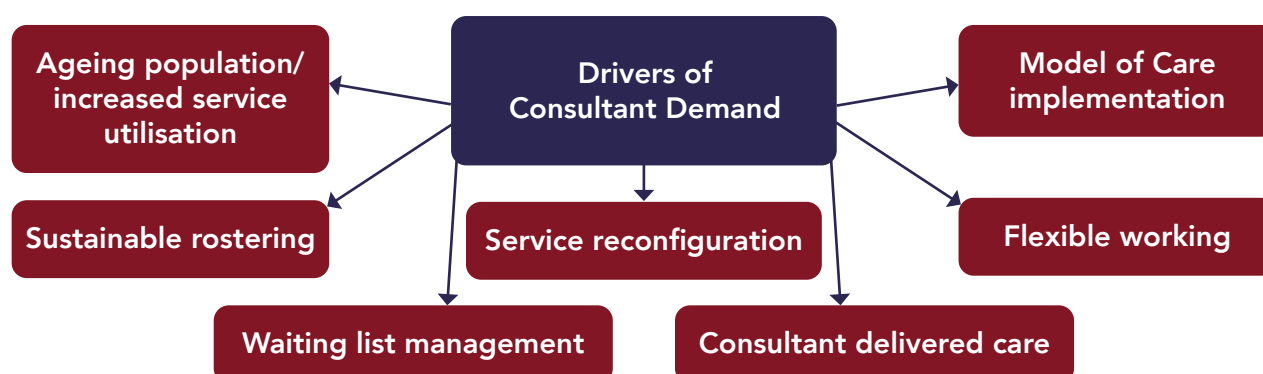 Drivers of
Consultant Demand
Ageing population/
increased service
utilisation
Model of Care
implementation
Sustainable rostering
Service reconfiguration
Flexible working
Waiting list management
Consultant delivered care